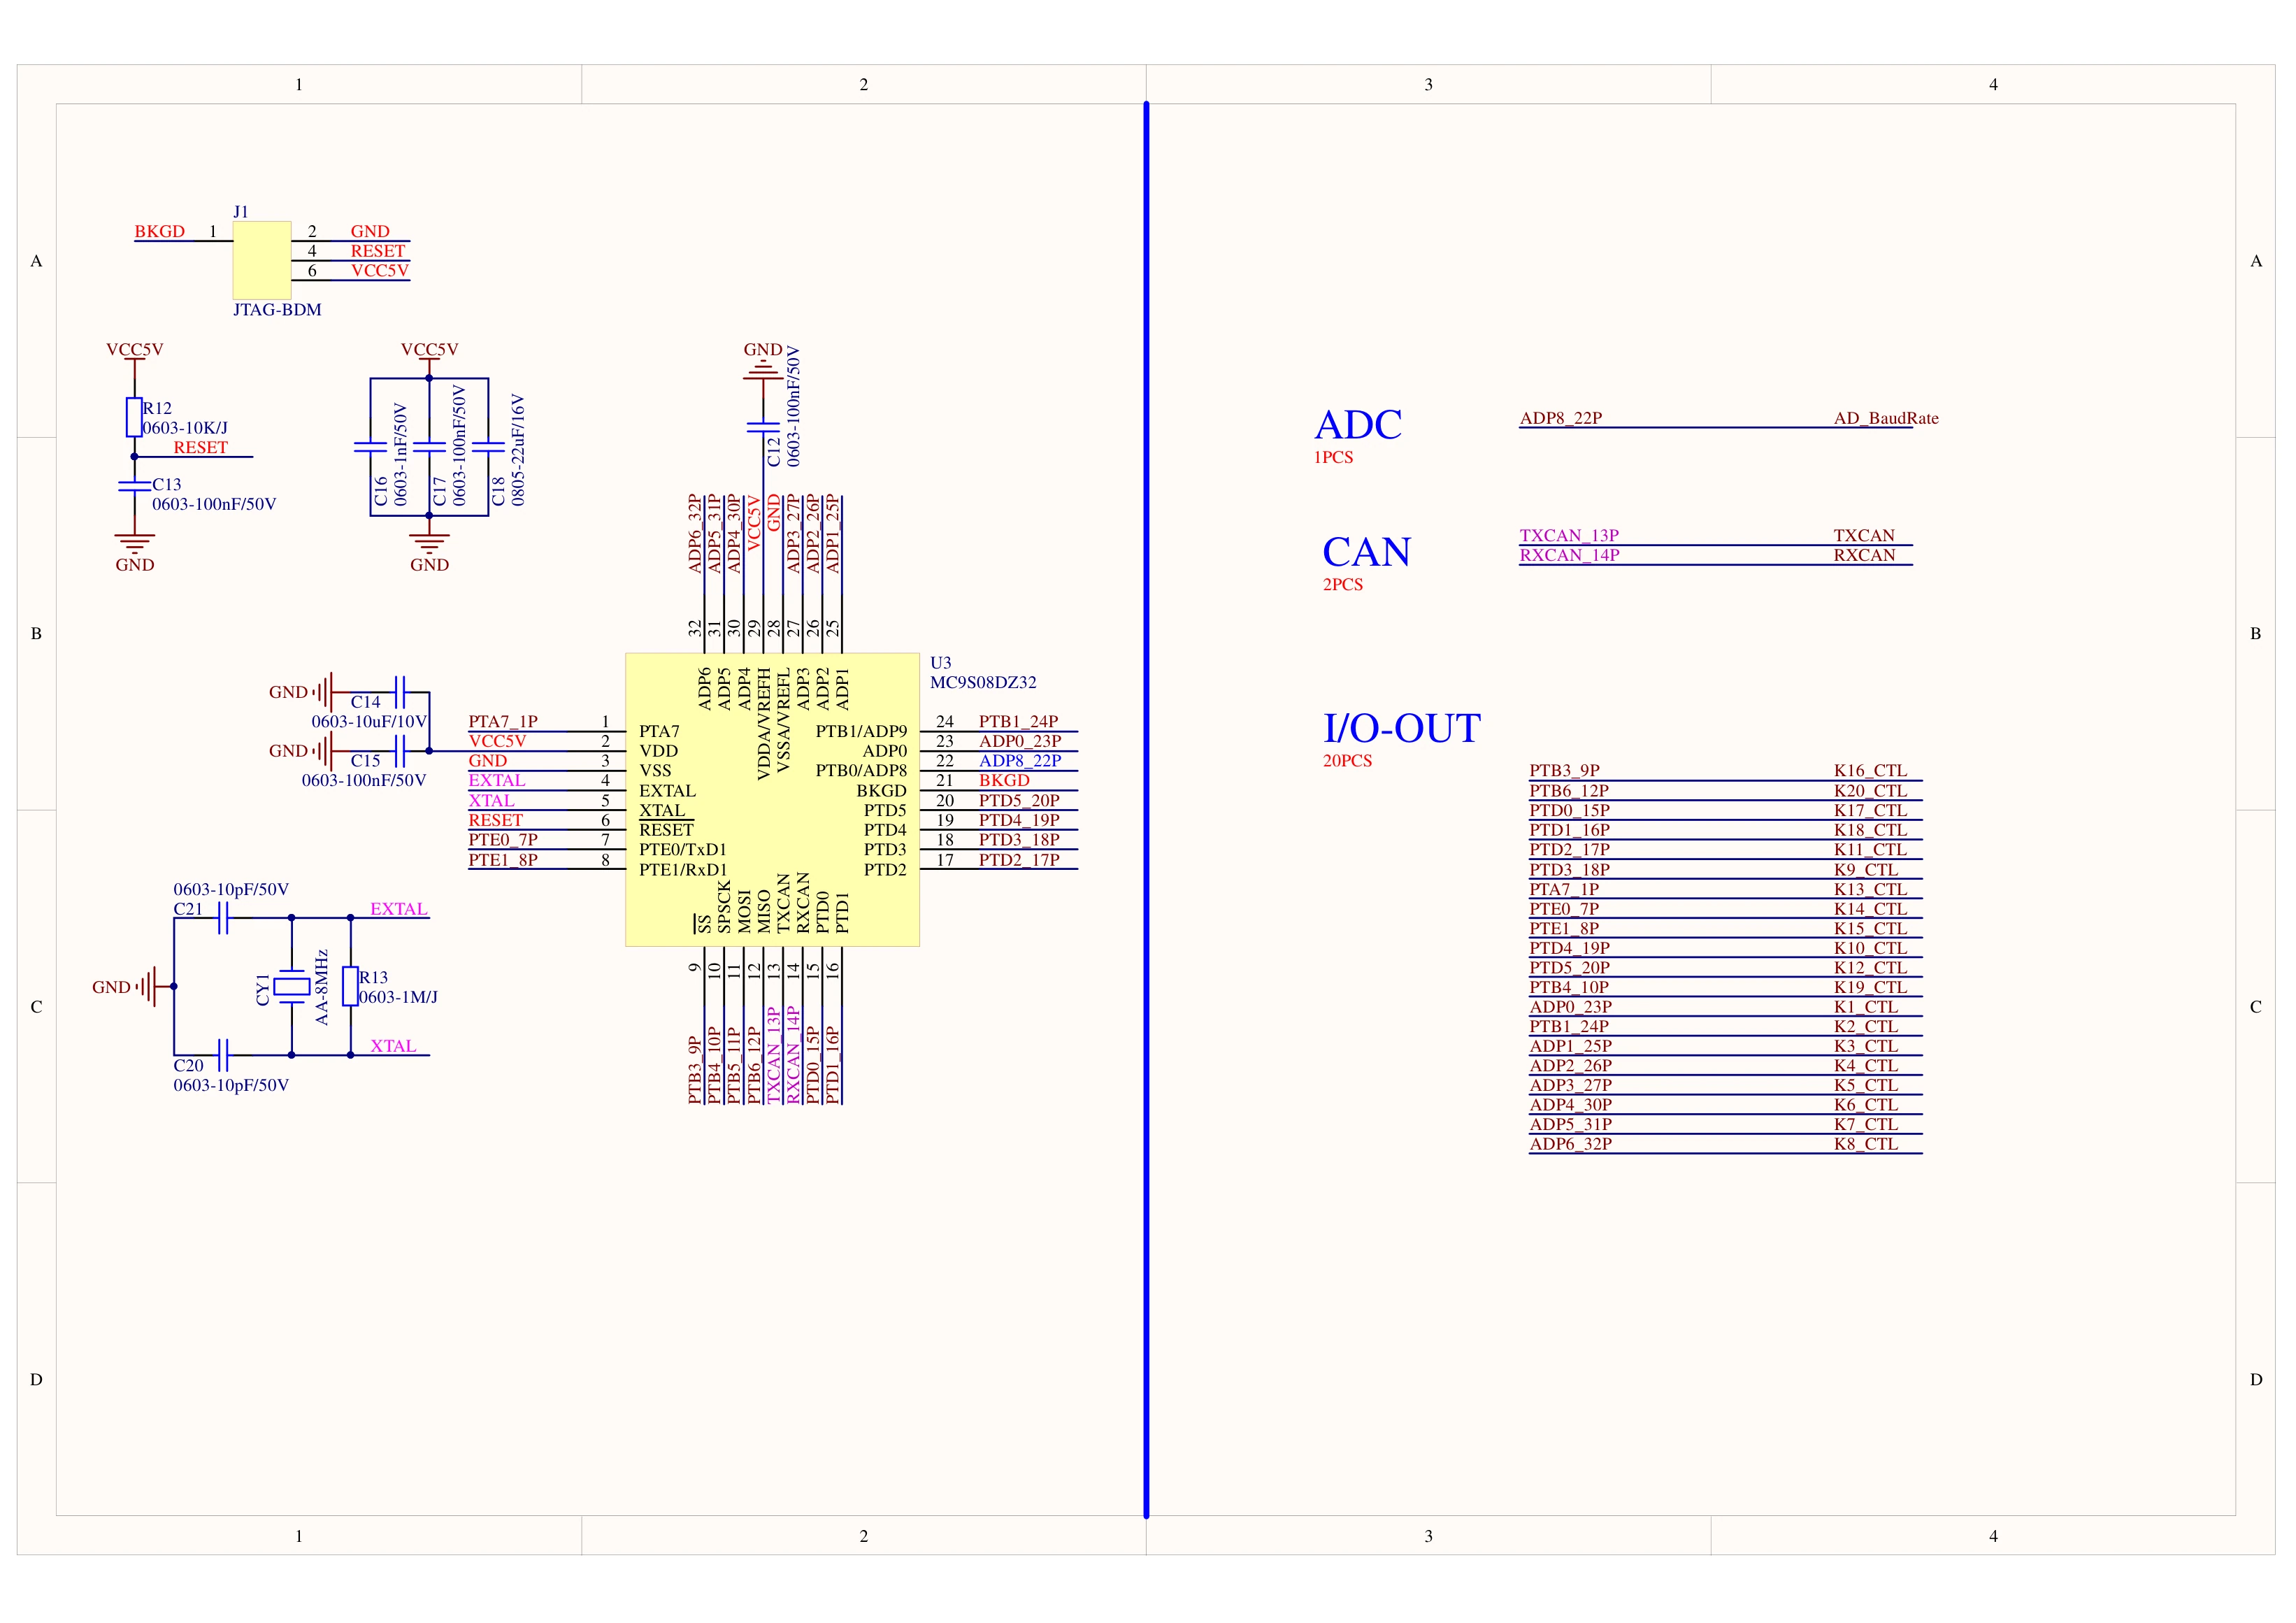 1 2 3 4
A A
B B
C C
D D
1 2 3 4
J1
BKGD 1 2 GND
4 RESET
6 VCC5V
JTAG-BDM
VCC5V
R12
0603-10K/J
RESET
C13
0603-100nF/50V
GND
VCC5V
C16
0603-1nF/50V
C17
0603-100nF/50V
C18
0805-22uF/16V
GND
GND
C12
0603-100nF/50V
ADP6_32P
ADP5_31P
ADP4_30P
VCC5V
GND
ADP3_27P
ADP2_26P
ADP1_25P
32
31
30
29
28
27
26
25
ADP6
ADP5
ADP4
VDDA/VREFH
VSSA/VREFL
ADP3
ADP2
ADP1
U3
MC9S08DZ32
GND
C14
0603-10uF/10V
GND
C15
0603-100nF/50V
PTA7_1P 1 PTA7
VCC5V 2 VDD
GND 3 VSS
EXTAL 4 EXTAL
XTAL 5 XTAL
RESET 6 RESET
PTE0_7P 7 PTE0/TxD1
PTE1_8P 8 PTE1/RxD1
PTB1/ADP9 24 PTB1_24P
ADP0 23 ADP0_23P
PTB0/ADP8 22 ADP8_22P
BKGD 21 BKGD
PTD5 20 PTD5_20P
PTD4 19 PTD4_19P
PTD3 18 PTD3_18P
PTD2 17 PTD2_17P
SS
SPSCK
MOSI
MISO
TXCAN
RXCAN
PTD0
PTD1
9
10
11
12
13
14
15
16
PTB3_9P
PTB4_10P
PTB5_11P
PTB6_12P
TXCAN_13P
RXCAN_14P
PTD0_15P
PTD1_16P
0603-10pF/50V
C21
EXTAL
GND
CY1
AA-8MHz
R13
0603-1M/J
XTAL
C20
0603-10pF/50V
ADC
1PCS
ADP8_22P AD_BaudRate
CAN
2PCS
TXCAN_13P TXCAN
RXCAN_14P RXCAN
I/O-OUT
20PCS
PTB3_9P K16_CTL
PTB6_12P K20_CTL
PTD0_15P K17_CTL
PTD1_16P K18_CTL
PTD2_17P K11_CTL
PTD3_18P K9_CTL
PTA7_1P K13_CTL
PTE0_7P K14_CTL
PTE1_8P K15_CTL
PTD4_19P K10_CTL
PTD5_20P K12_CTL
PTB4_10P K19_CTL
ADP0_23P K1_CTL
PTB1_24P K2_CTL
ADP1_25P K3_CTL
ADP2_26P K4_CTL
ADP3_27P K5_CTL
ADP4_30P K6_CTL
ADP5_31P K7_CTL
ADP6_32P K8_CTL